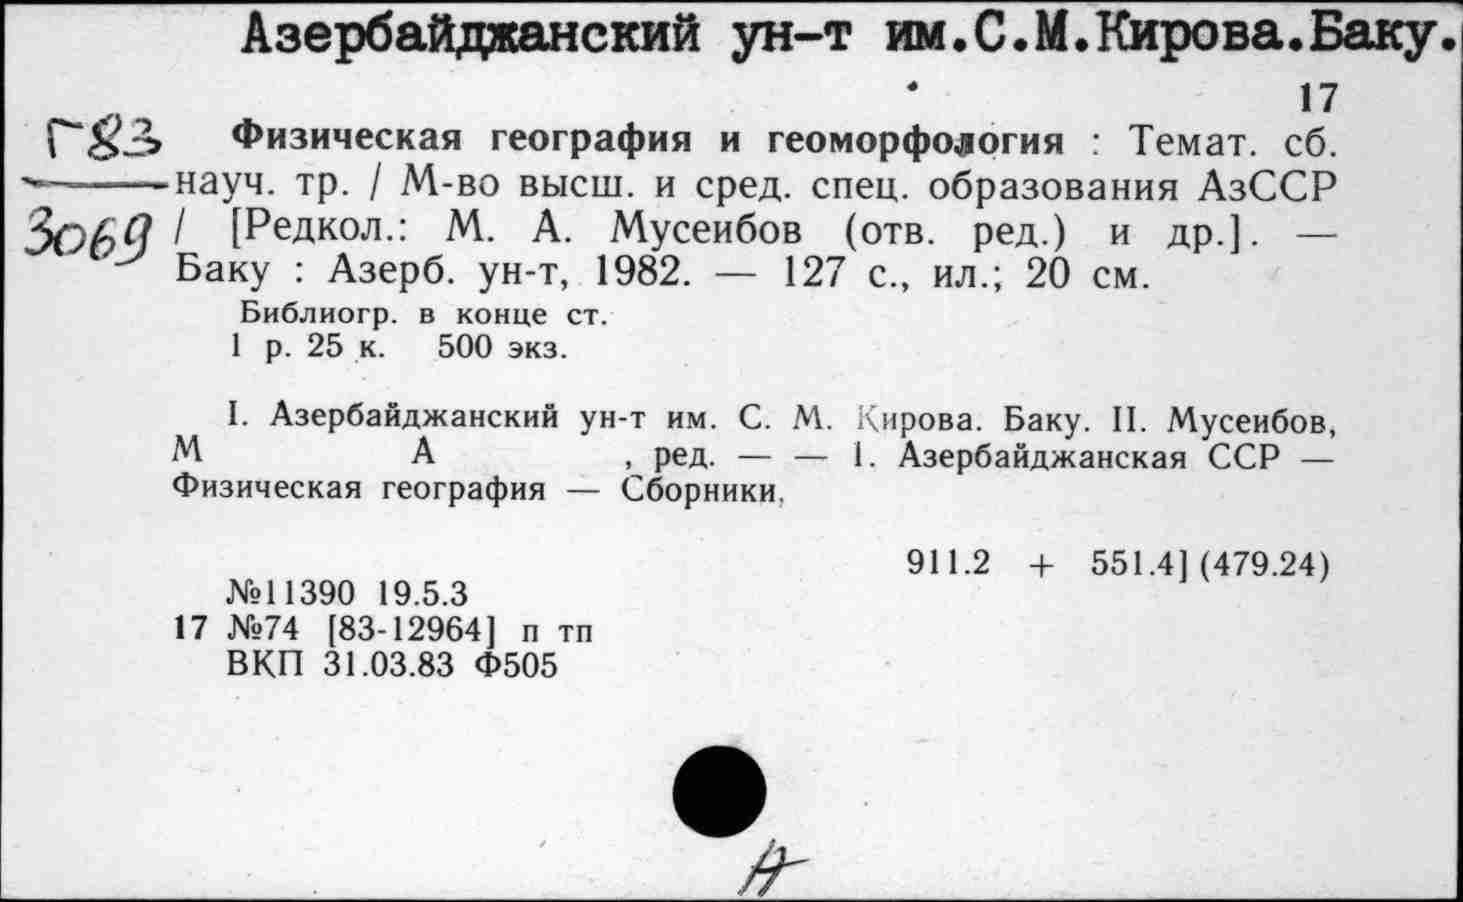 Азербайджанский ун-т им.С.М.Кирова.Баку.
17
Г83 Физическая география и геоморфология : Темат. сб.
науч. тр. / М-во высш. и сред. спец. образования АзССР
3069 / [Редкол.: М. А. Мусеибов (отв. ред.) и др.]. —
Баку : Азерб. ун-т, 1982. — 127 с., ил.; 20 см.
Библиогр. в конце ст.
1 р. 25 к. 500 экз.
I. Азербайджанский ун-т им. С. М. Кирова. Баку. II. Мусеибов,
М А , ред. — — 1. Азербайджанская ССР —
Физическая география — Сборники.
911.2 + 551.4] (479.24)
№11390 19.5.3
17 №74 [83-12964] п тп
ВКП 31.03.83 Ф505